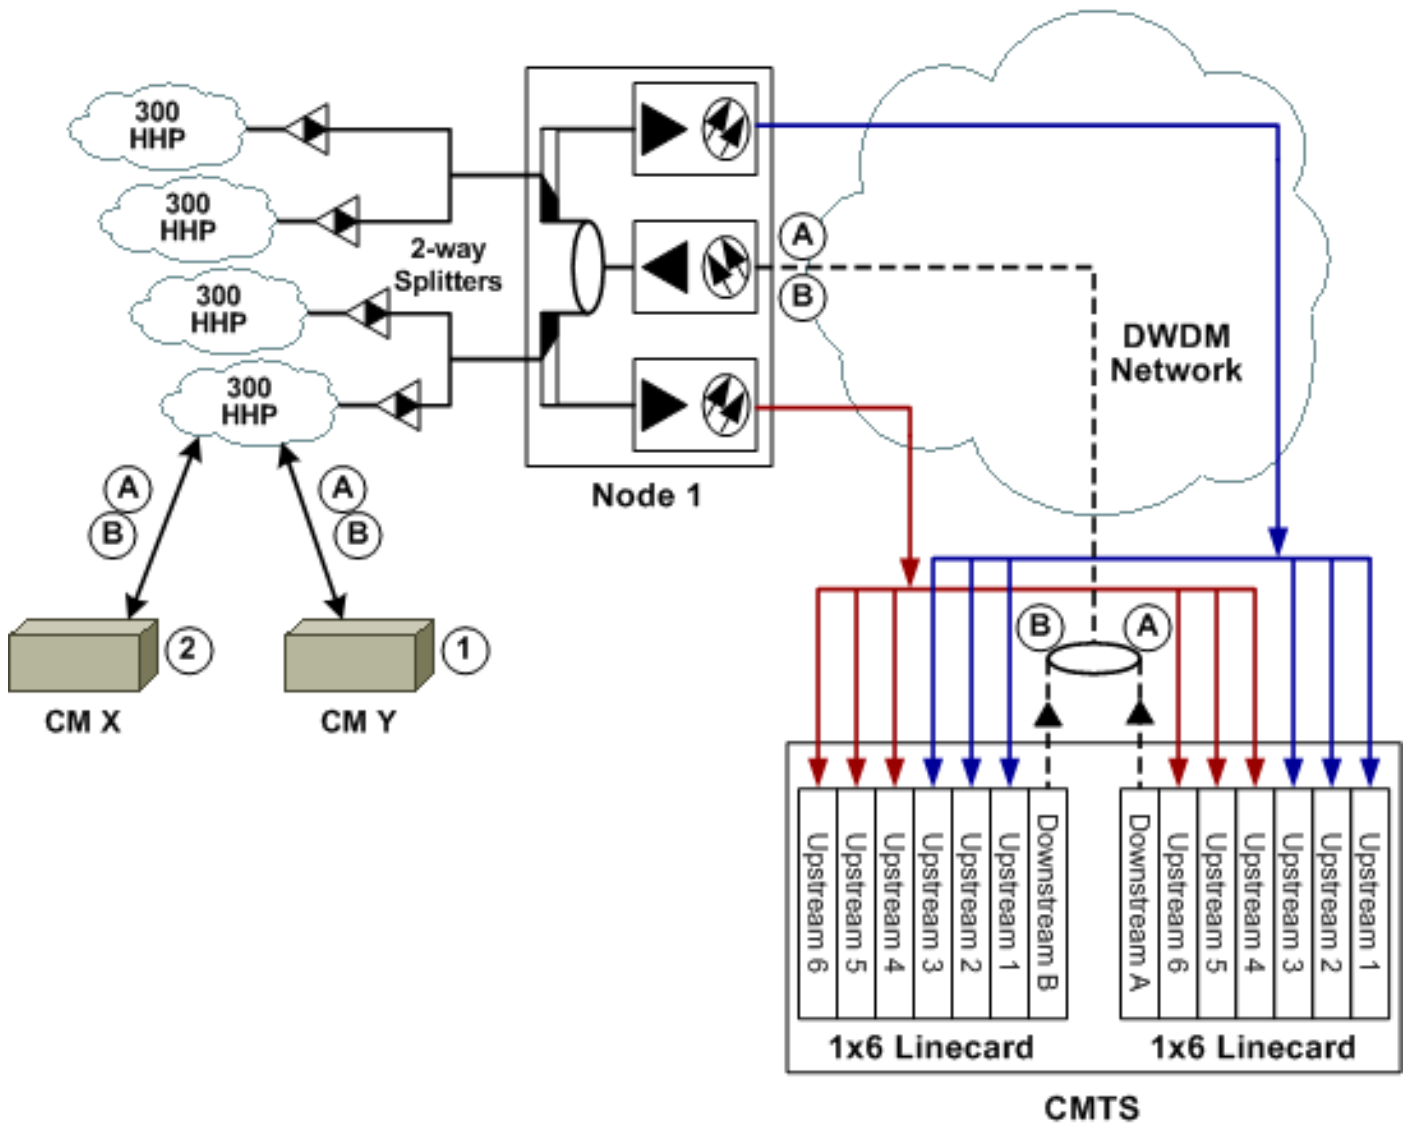 300
HHP
300
HHP
300
HHP
300
HHP
2-way
Splitters
A
B
DWDM
Network
Node 1
A
B
A
B
2
1
CM X
CM Y
B
A
Upstream 6
Upstream 5
Upstream 4
Upstream 3
Upstream 2
Upstream 1
Downstream B
Downstream A
Upstream 6
Upstream 5
Upstream 4
Upstream 3
Upstream 2
Upstream 1
1x6 Linecard
1x6 Linecard
CMTS